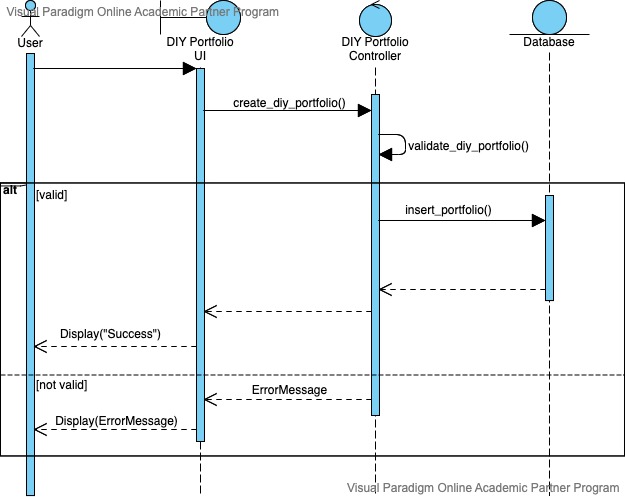 Visual Paradigm Online Academic Partner Program
User
DIY Portfolio
UI
DIY Portfolio
Controller
Database
create_diy_portfolio()
validate_diy_portfolio()
alt
[valid]
insert_portfolio()
Display("Success")
[not valid]
ErrorMessage
Display(ErrorMessage)
Visual Paradigm Online Academic Partner Program